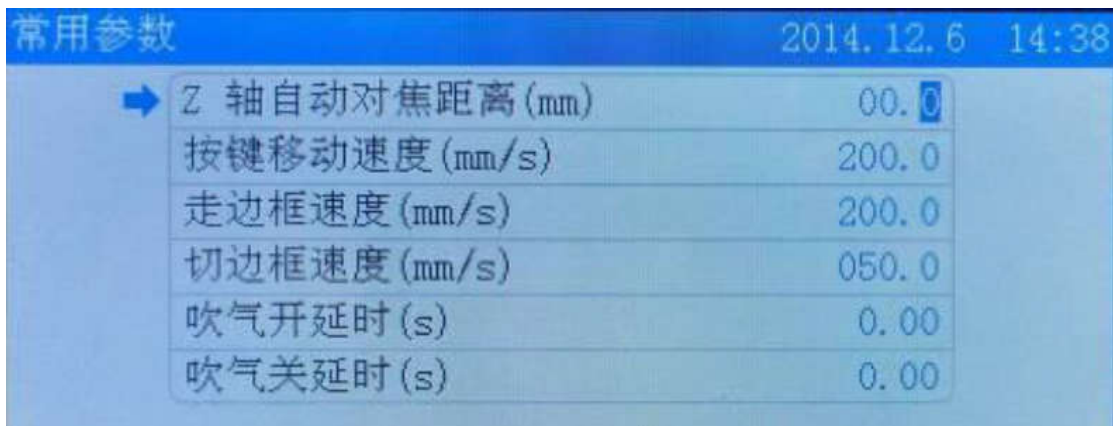 常用参数 2014.12.6 14:38
Z 轴自动对焦距离(mm) 00.0
按键移动速度(mm/s) 200.0
走边框速度(mm/s) 200.0
切边框速度(mm/s) 050.0
吹气开延时(s) 0.00
吹气关延时(s) 0.00